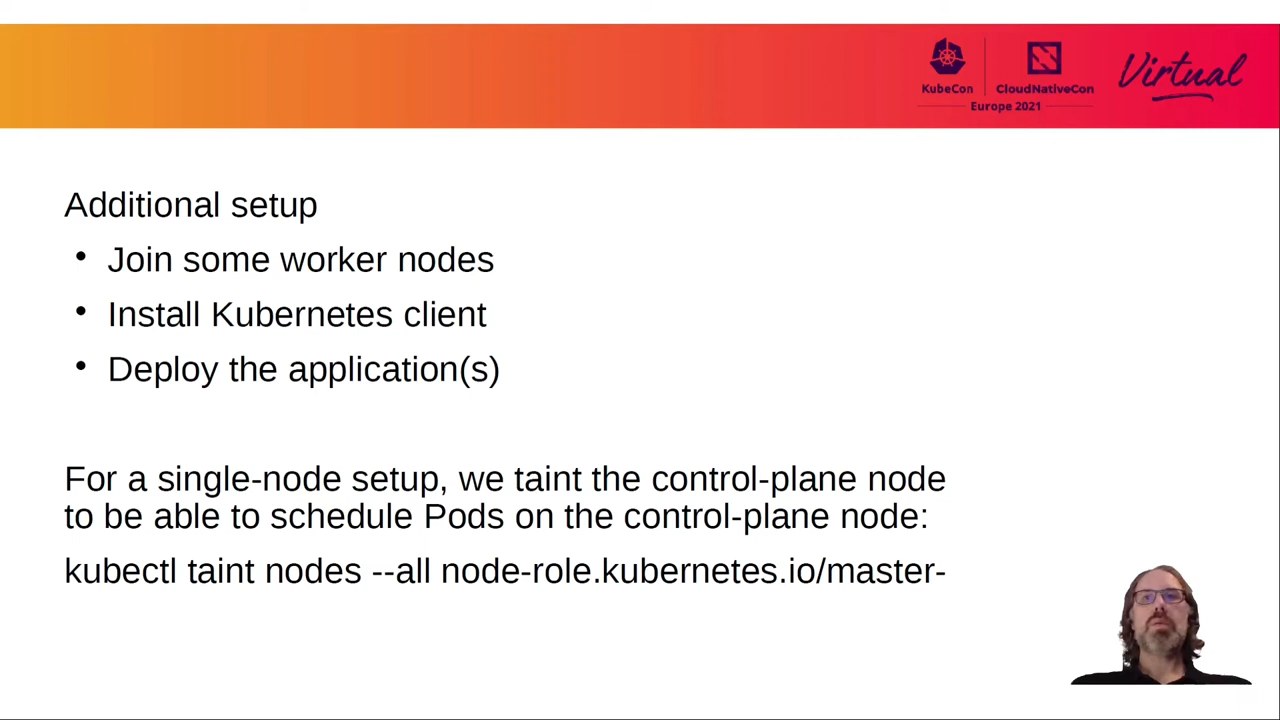 KubeCon
CloudNativeCon
Europe 2021
Virtual
Additional setup
• Join some worker nodes
• Install Kubernetes client
• Deploy the application(s)
For a single-node setup, we taint the control-plane node
to be able to schedule Pods on the control-plane node:
kubectl taint nodes --all node-role.kubernetes.io/master-